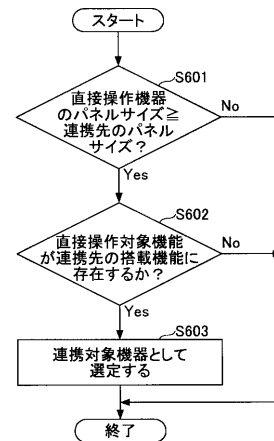 スタート
S601
直接操作機器
のパネルサイズ≧
連携先のパネル
サイズ？
No
Yes
S602
直接操作対象機能
が連携先の搭載機能に
存在するか？
No
Yes
S603
連携対象機器として
選定する
終了